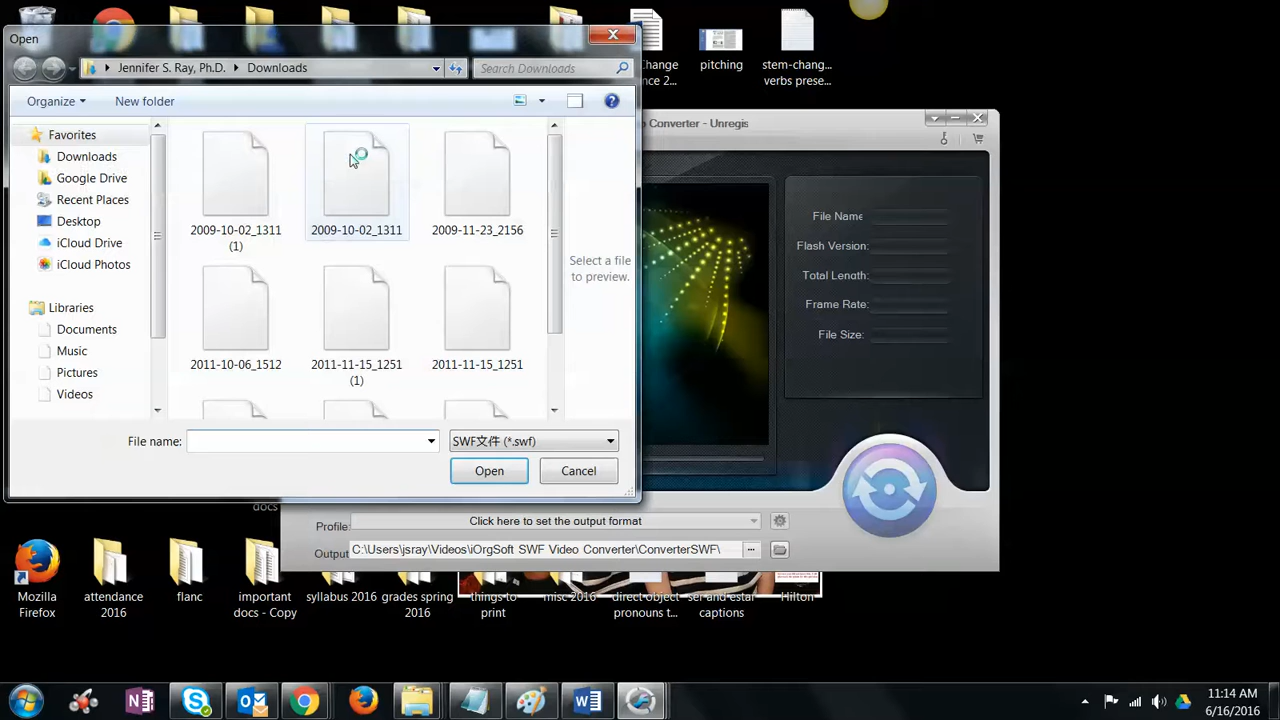 Open
Jennifer S. Ray, Ph.D.
Downloads
Search Downloads
Organize
New folder
Favorites
Downloads
Google Drive
Recent Places
Desktop
iCloud Drive
iCloud Photos
Libraries
Documents
Music
Pictures
Videos
2009-10-02_1311
(1)
2009-10-02_1311
2009-11-23_2156
2011-10-06_1512
2011-11-15_1251
(1)
2011-11-15_1251
Select a file
to preview.
File name:
SWF文件 (*.swf)
Open
Cancel
Change
nce 2...
pitching
stem-chang...
verbs prese...
Converter - Unregis
File Name
Flash Version:
Total Length:
Frame Rate:
File Size:
Profile:
Click here to set the output format
Output
C:\Users\jsray\Videos\iOrgSoft SWF Video Converter\ConverterSWF\
...
docs
Mozilla
Firefox
attendance
2016
flanc
important
docs - Copy
syllabus 2016
grades spring
2016
things to
print
misc 2016
direct object
pronouns t...
ser and estar
captions
Hilton
11:14 AM
6/16/2016